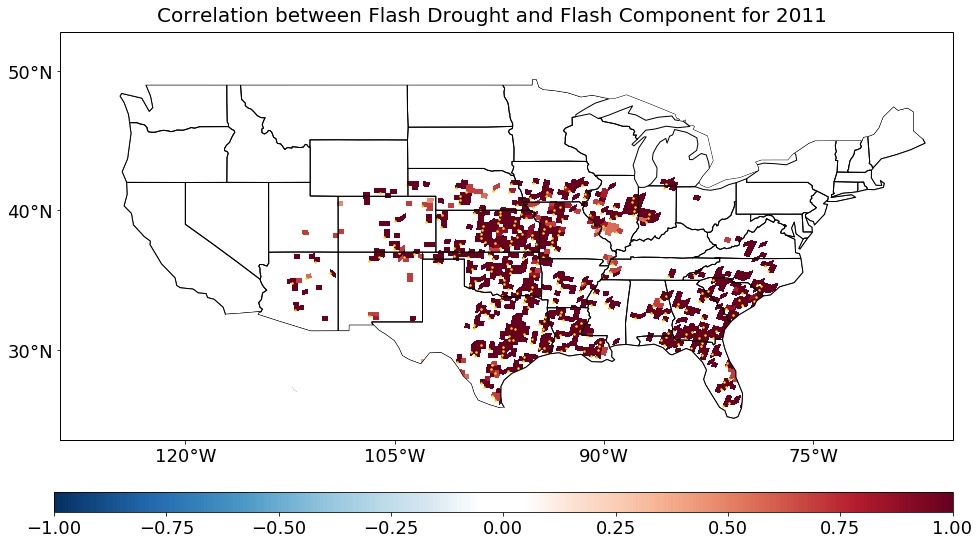 Correlation between Flash Drought and Flash Component for 2011
50°N
40°N
30°N
120°W 105°W 90°W 75°W
−1.00 −0.75 −0.50 −0.25 0.00 0.25 0.50 0.75 1.00